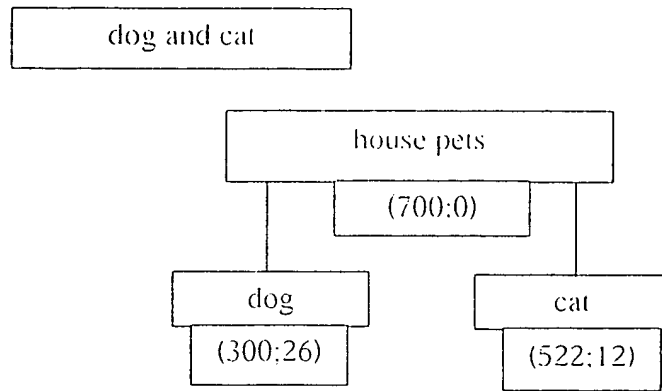 dog and cat
house pets
(700;0)
dog
cat
(300;26)
(522;12)